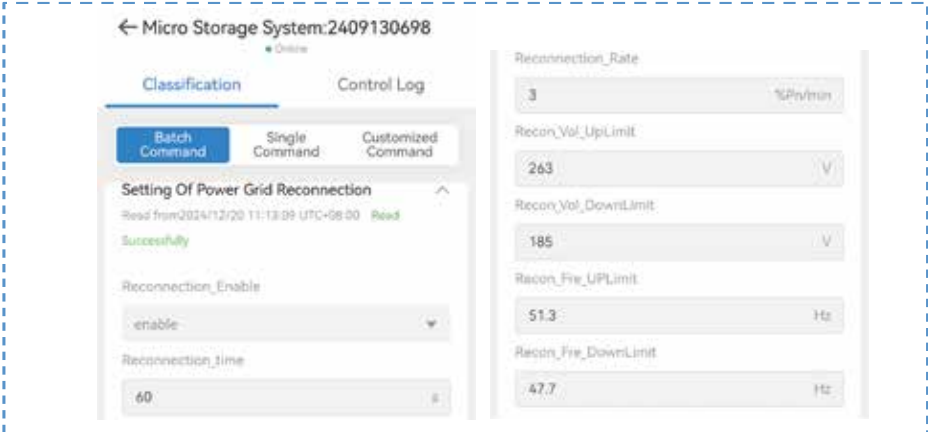 ← Micro Storage System:2409130698
Online
Classification Control Log
Batch Command Single Command Customized Command
Setting Of Power Grid Reconnection
Read from2024/12/20 11:13:09 UTC+08:00 Read
Successfully
Reconnection_Enable
enable
Reconnection_time
60 s
Reconnection_Rate
3 %Pn/min
Recon_Vol_UpLimit
263 V
Recon_Vol_DownLimit
185 V
Recon_Fre_UPLimit
51.3 Hz
Recon_Fre_DownLimit
47.7 Hz